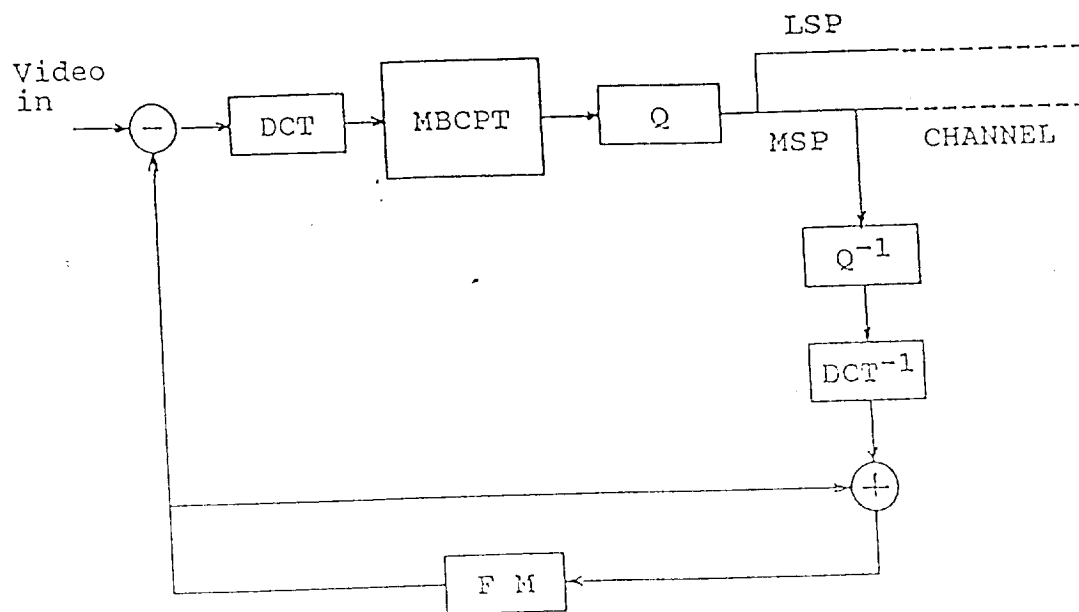 LSP
Video
in
−
DCT
MBCPT
Q
MSP
CHANNEL
Q⁻¹
DCT⁻¹
+
F M